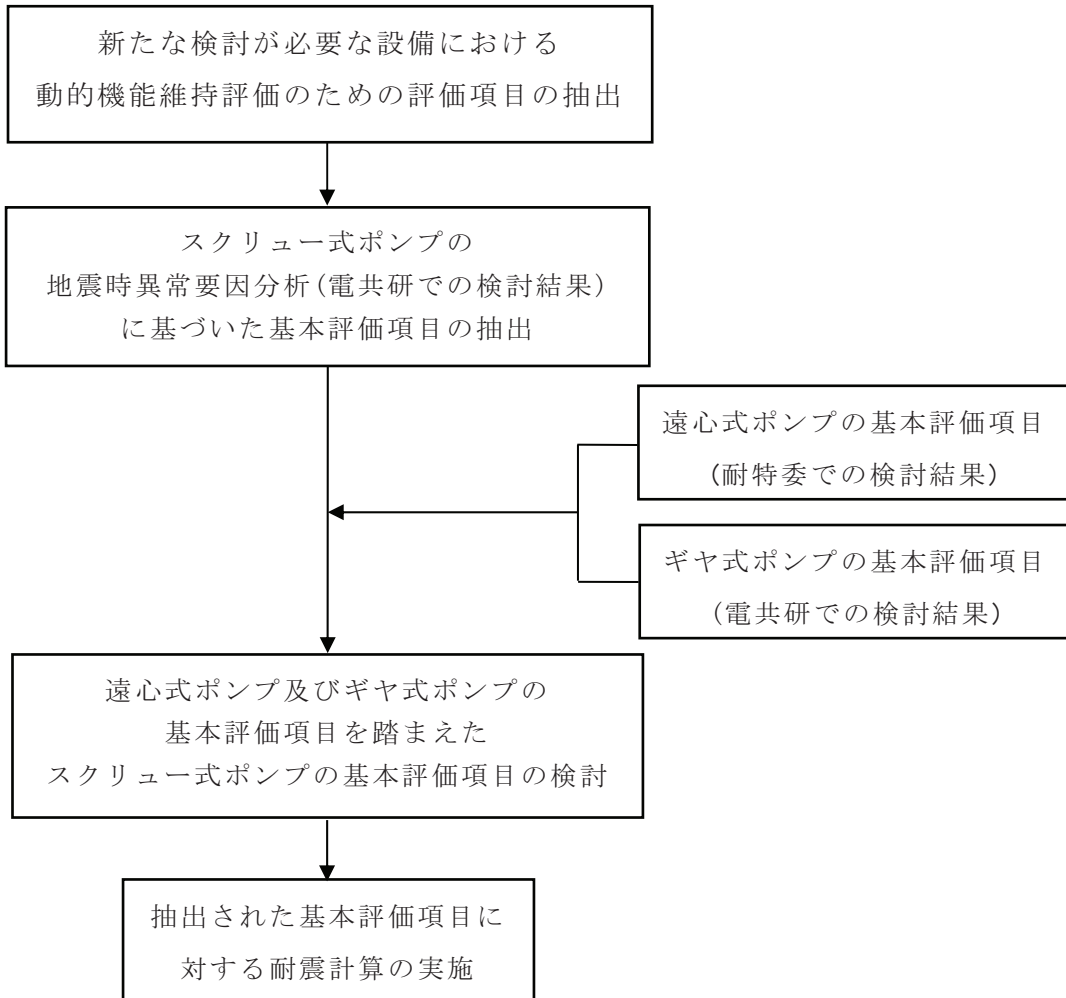 新たな検討が必要な設備における
動的機能維持評価のための評価項目の抽出
スクリュー式ポンプの
地震時異常要因分析(電共研での検討結果)
に基づいた基本評価項目の抽出
遠心式ポンプの基本評価項目
(耐特委での検討結果)
ギヤ式ポンプの基本評価項目
(電共研での検討結果)
遠心式ポンプ及びギヤ式ポンプの
基本評価項目を踏まえた
スクリュー式ポンプの基本評価項目の検討
抽出された基本評価項目に
対する耐震計算の実施